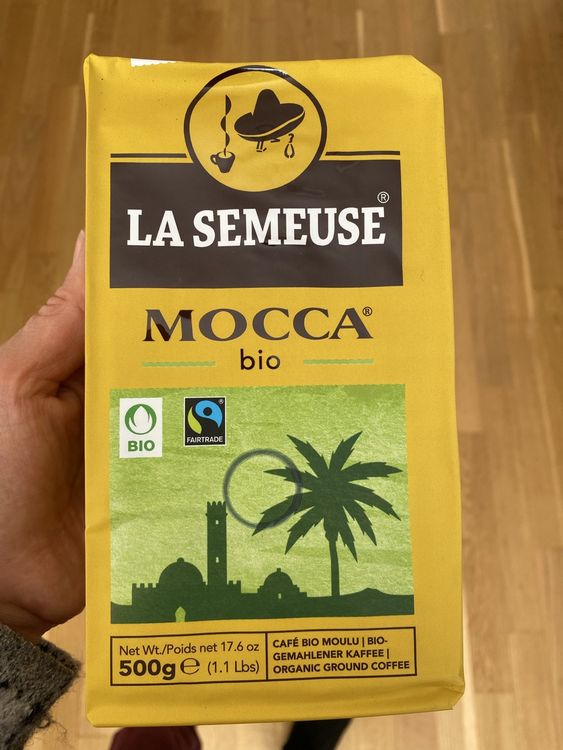 LA SEMEUSE®
MOCCA®
bio
BIO
FAIRTRADE
Net Wt./Poids net 17.6 oz
500g ℮ (1.1 Lbs)
CAFÉ BIO MOULU | BIO-
GEMAHLENER KAFFEE |
ORGANIC GROUND COFFEE